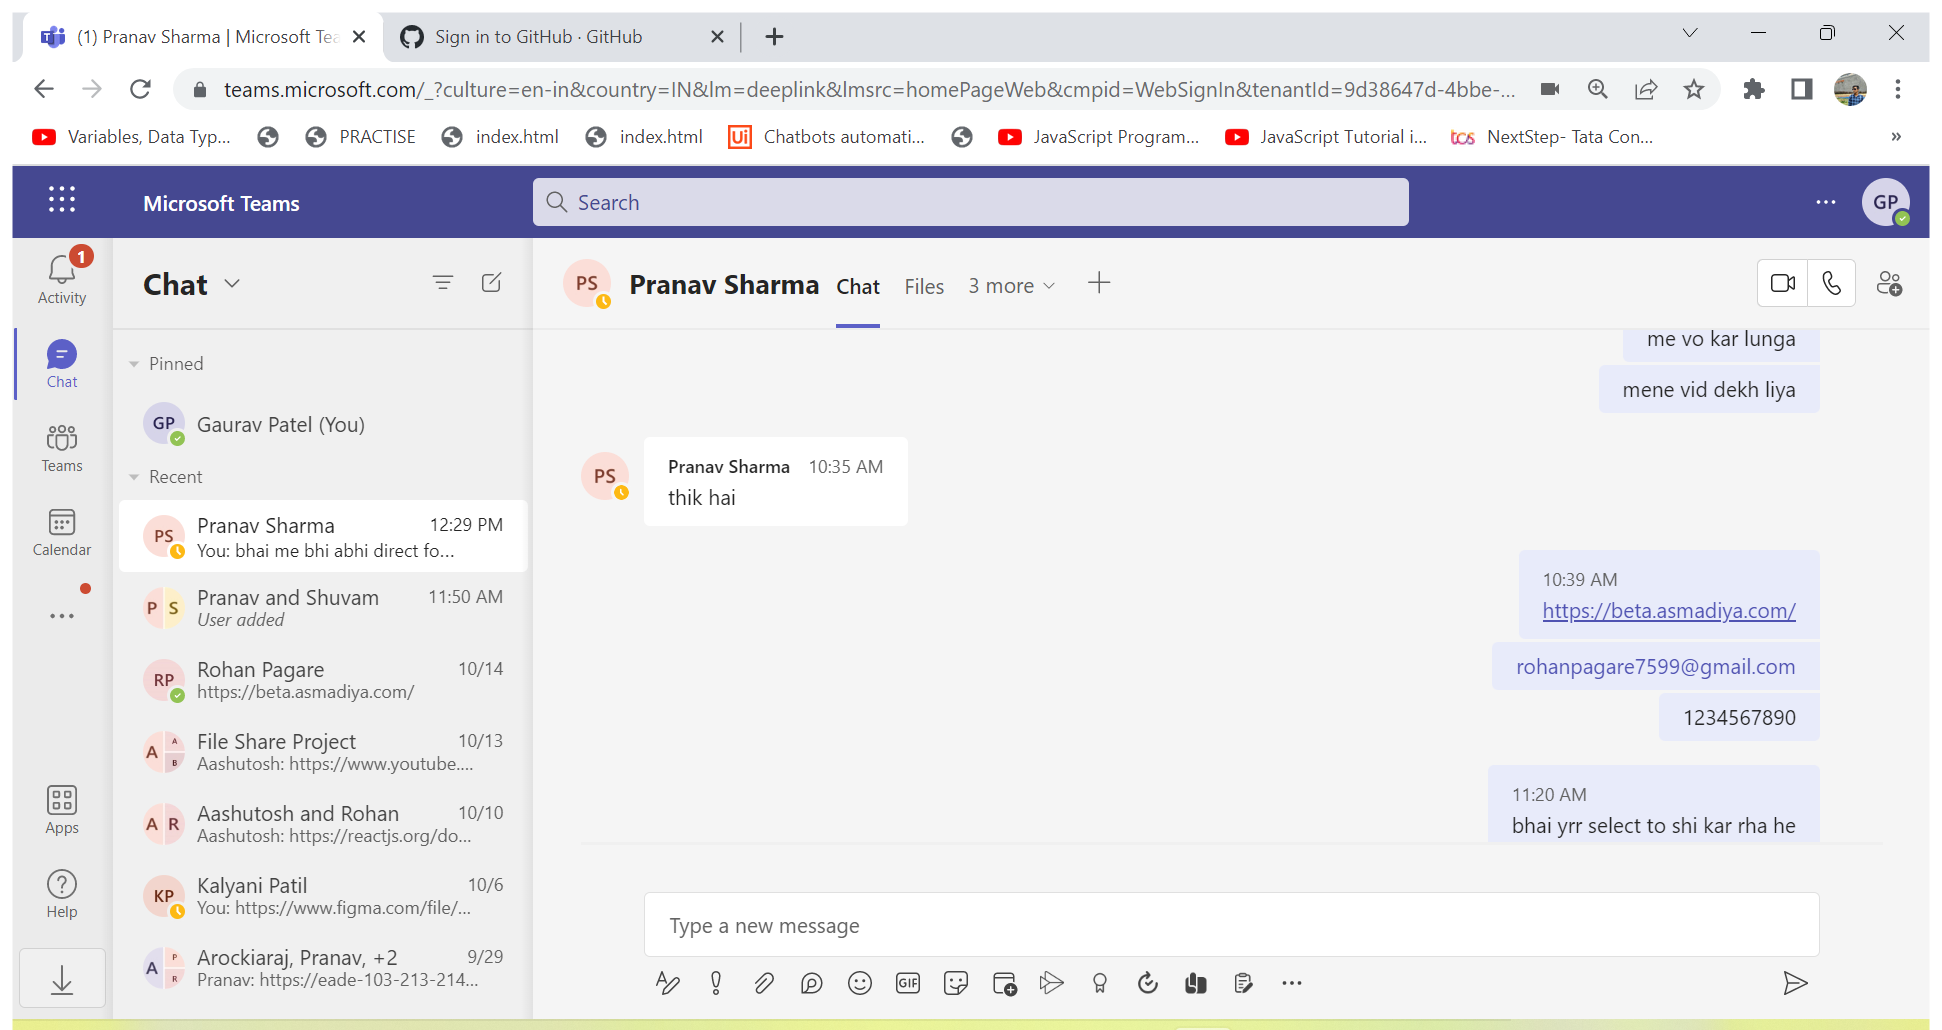 (1) Pranav Sharma | Microsoft Tea
Sign in to GitHub · GitHub
teams.microsoft.com/_?culture=en-in&country=IN&lm=deeplink&lmsrc=homePageWeb&cmpid=WebSignIn&tenantId=9d38647d-4bbe-...
Variables, Data Typ... PRACTISE index.html index.html Ui Chatbots automati... JavaScript Program... JavaScript Tutorial i... tcs NextStep- Tata Con... »
Microsoft Teams
Search
GP
1
Activity
Chat
Teams
Calendar
Apps
Help
Chat
Pinned
GP Gaurav Patel (You)
Recent
PS Pranav Sharma 12:29 PM
You: bhai me bhi abhi direct fo...
P S Pranav and Shuvam 11:50 AM
User added
RP Rohan Pagare 10/14
https://beta.asmadiya.com/
A A B File Share Project 10/13
Aashutosh: https://www.youtube....
A R Aashutosh and Rohan 10/10
Aashutosh: https://reactjs.org/do...
KP Kalyani Patil 10/6
You: https://www.figma.com/file/...
A P R Arockiaraj, Pranav, +2 9/29
Pranav: https://eade-103-213-214...
PS Pranav Sharma Chat Files 3 more
me vo kar lunga
mene vid dekh liya
PS Pranav Sharma 10:35 AM
thik hai
10:39 AM
https://beta.asmadiya.com/
rohanpagare7599@gmail.com
1234567890
11:20 AM
bhai yrr select to shi kar rha he
Type a new message
GIF